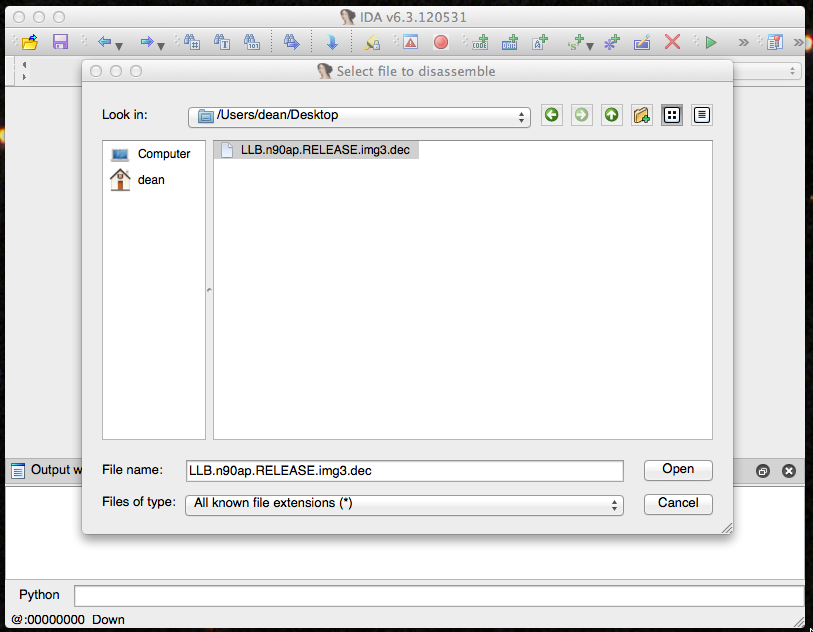 IDA v6.3.120531
Select file to disassemble
Look in:
/Users/dean/Desktop
Computer
dean
LLB.n90ap.RELEASE.img3.dec
Output w
File name:
LLB.n90ap.RELEASE.img3.dec
Open
Files of type:
All known file extensions (*)
Cancel
Python
@:00000000 Down